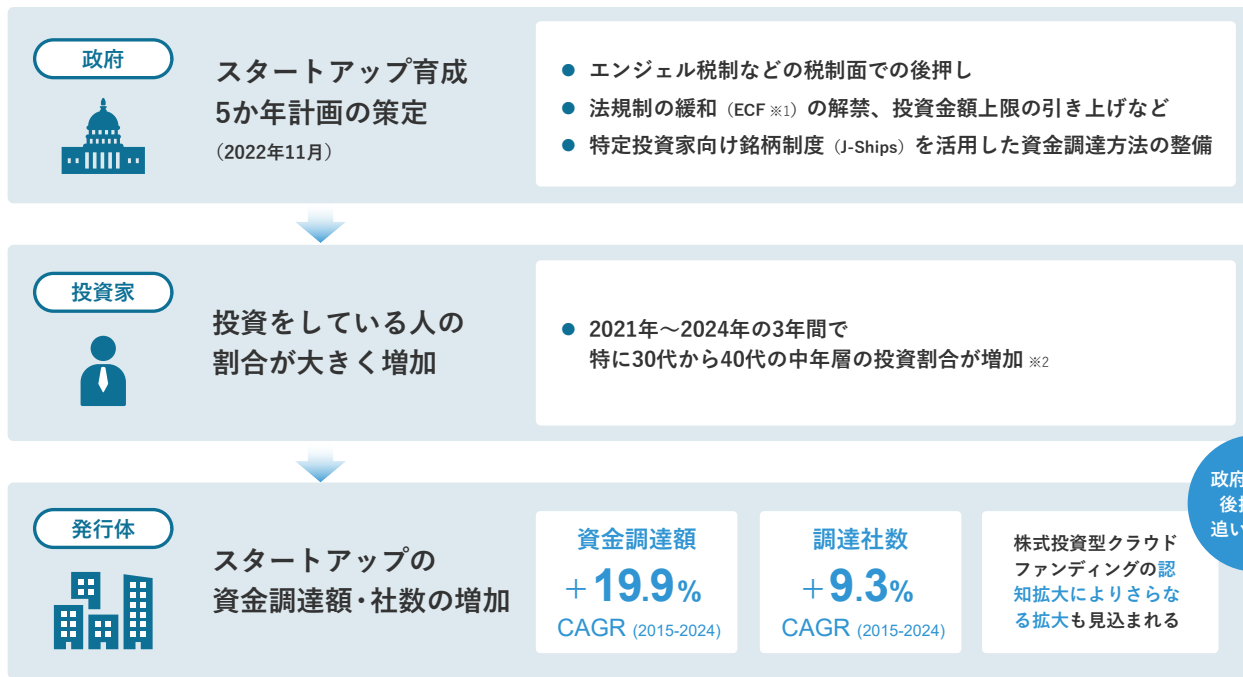 政府
スタートアップ育成
5か年計画の策定
（2022年11月）
● エンジェル税制などの税制面での後押し
● 法規制の緩和（ECF ※1）の解禁、投資金額上限の引き上げなど
● 特定投資家向け銘柄制度（J-Ships）を活用した資金調達方法の整備
投資家
投資をしている人の
割合が大きく増加
● 2021年～2024年の3年間で
特に30代から40代の中年層の投資割合が増加 ※2
政府
後
追い
発行体
スタートアップの
資金調達額・社数の増加
資金調達額
＋19.9%
CAGR (2015-2024)
調達社数
＋9.3%
CAGR (2015-2024)
株式投資型クラウド
ファンディングの認
知拡大によりさらな
る拡大も見込まれる